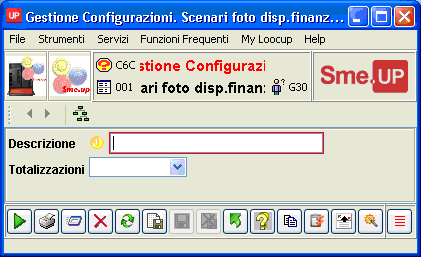 UP Gestione Configurazioni. Scenari foto disp.finanz...
File Strumenti Servizi Funzioni Frequenti My Loocup Help
C6C stione Configurazi
001 ari foto disp.finan: G30
Sme.up
Sme.UP
Descrizione
Totalizzazioni